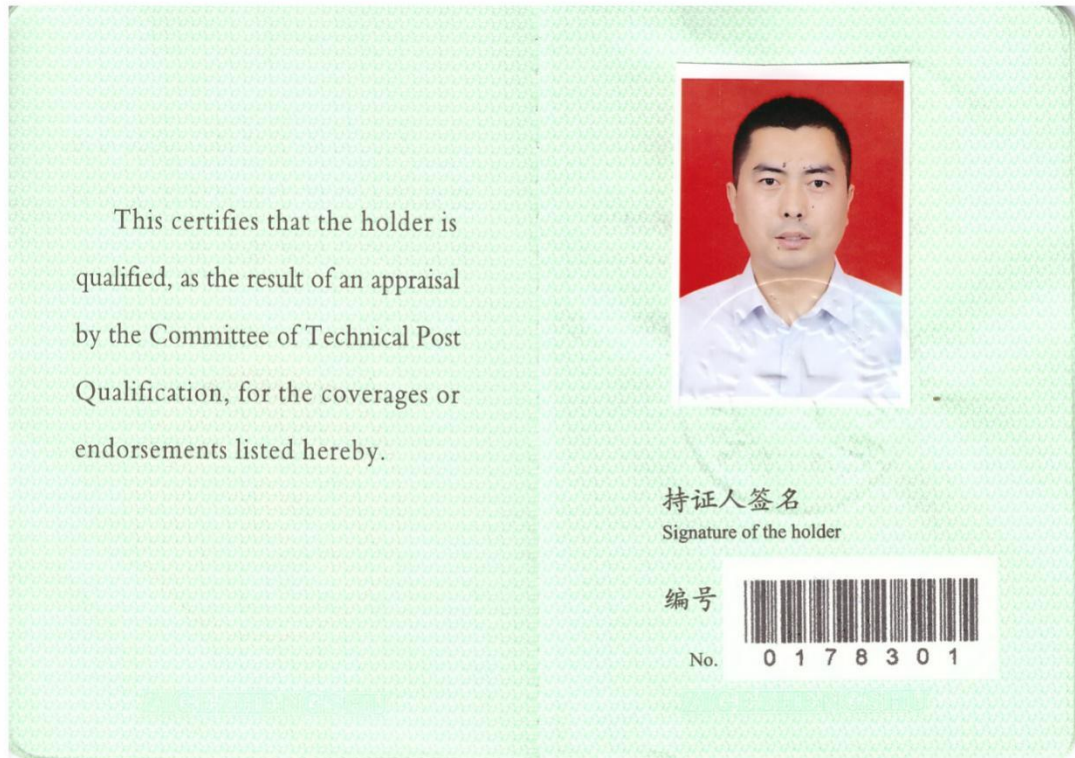 This certifies that the holder is
qualified, as the result of an appraisal
by the Committee of Technical Post
Qualification, for the coverages or
endorsements listed hereby.
持证人签名
Signature of the holder
编号
No.
0178301